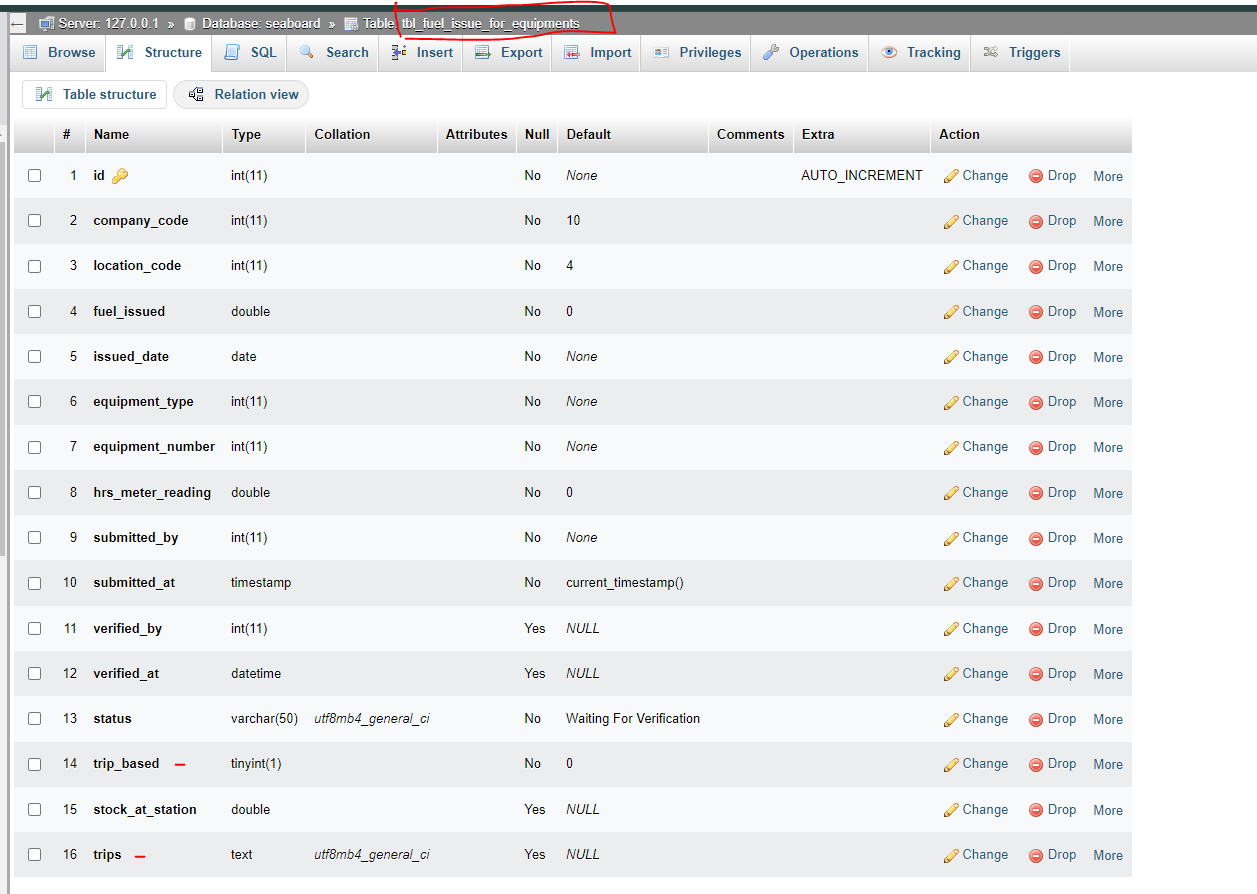 Server: 127.0.0.1 » Database: seaboard » Table: tbl_fuel_issue_for_equipments
Browse Structure SQL Search Insert Export Import Privileges Operations Tracking Triggers
Table structure Relation view
# Name Type Collation Attributes Null Default Comments Extra Action
1 id int(11) No None AUTO_INCREMENT Change Drop More
2 company_code int(11) No 10 Change Drop More
3 location_code int(11) No 4 Change Drop More
4 fuel_issued double No 0 Change Drop More
5 issued_date date No None Change Drop More
6 equipment_type int(11) No None Change Drop More
7 equipment_number int(11) No None Change Drop More
8 hrs_meter_reading double No 0 Change Drop More
9 submitted_by int(11) No None Change Drop More
10 submitted_at timestamp No current_timestamp() Change Drop More
11 verified_by int(11) Yes NULL Change Drop More
12 verified_at datetime Yes NULL Change Drop More
13 status varchar(50) utf8mb4_general_ci No Waiting For Verification Change Drop More
14 trip_based tinyint(1) No 0 Change Drop More
15 stock_at_station double Yes NULL Change Drop More
16 trips text utf8mb4_general_ci Yes NULL Change Drop More